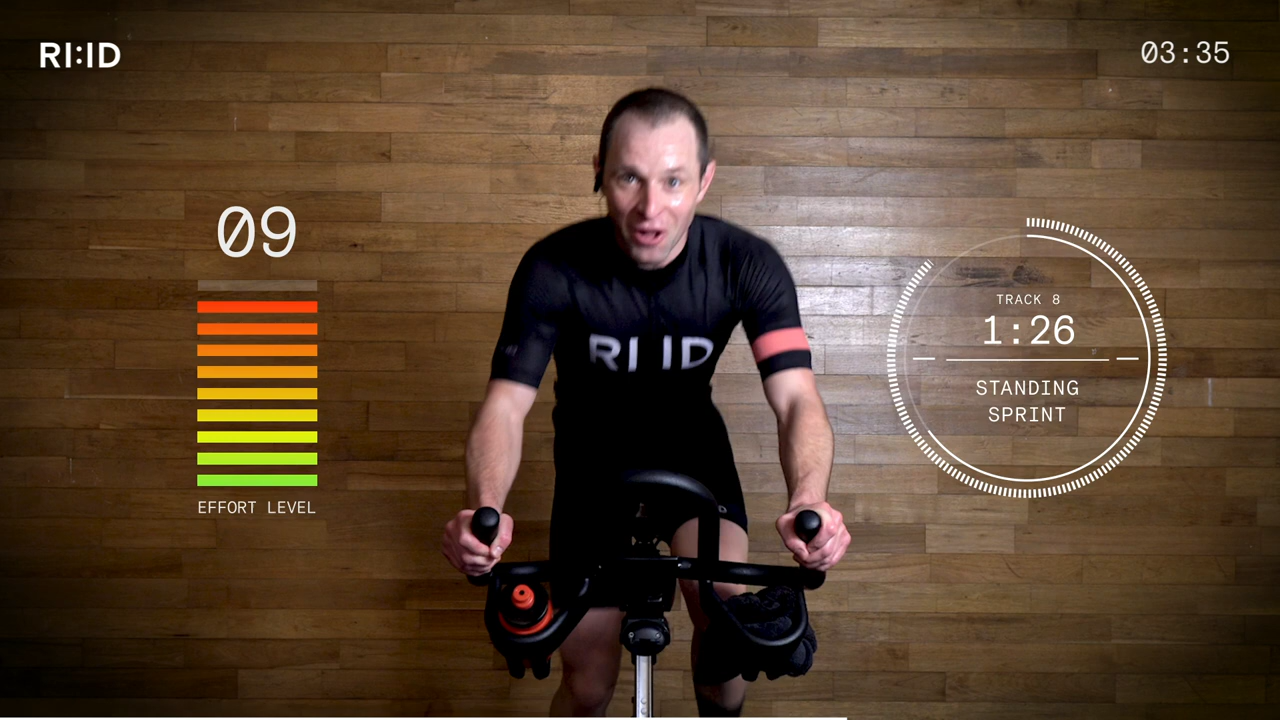 RI:ID
03:35
09
EFFORT LEVEL
TRACK 8
1:26
STANDING
SPRINT
RI ID